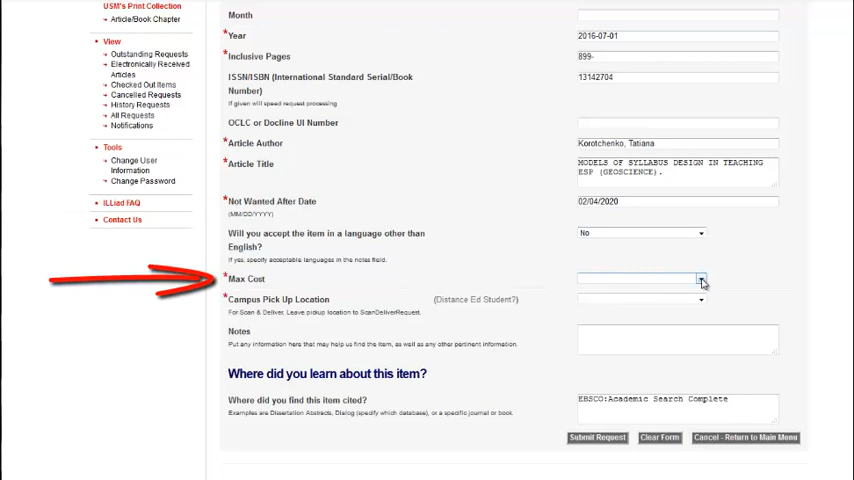 USM's Print Collection
Article/Book Chapter
View
Outstanding Requests
Electronically Received
Articles
Checked Out Items
Cancelled Requests
History Requests
All Requests
Notifications
Tools
Change User
Information
Change Password
ILLiad FAQ
Contact Us
Month
*Year
2016-07-01
*Inclusive Pages
899-
ISSN/ISBN (International Standard Serial/Book
Number)
If given will speed request processing
13142704
OCLC or Docline UI Number
*Article Author
Korotchenko, Tatiana
*Article Title
MODELS OF SYLLABUS DESIGN IN TEACHING
ESP (GEOSCIENCE).
*Not Wanted After Date
(MM/DD/YYYY)
02/04/2020
Will you accept the item in a language other than
English?
If yes, specify acceptable languages in the notes field.
No
*Max Cost
*Campus Pick Up Location (Distance Ed Student?)
For Scan & Deliver, Leave pickup location to ScanDeliverRequest.
Notes
Put any information here that may help us find the item, as well as any other pertinent information.
Where did you learn about this item?
Where did you find this item cited?
Examples are Dissertation Abstracts, Dialog (specify which database), or a specific journal or book.
EBSCO:Academic Search Complete
Submit Request
Clear Form
Cancel - Return to Main Menu